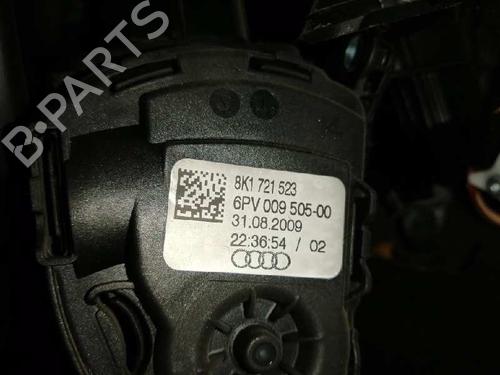 B-PARTS
8K1 721 523
6PV 009 505-00
31.08.2009
22:36:54 / 02